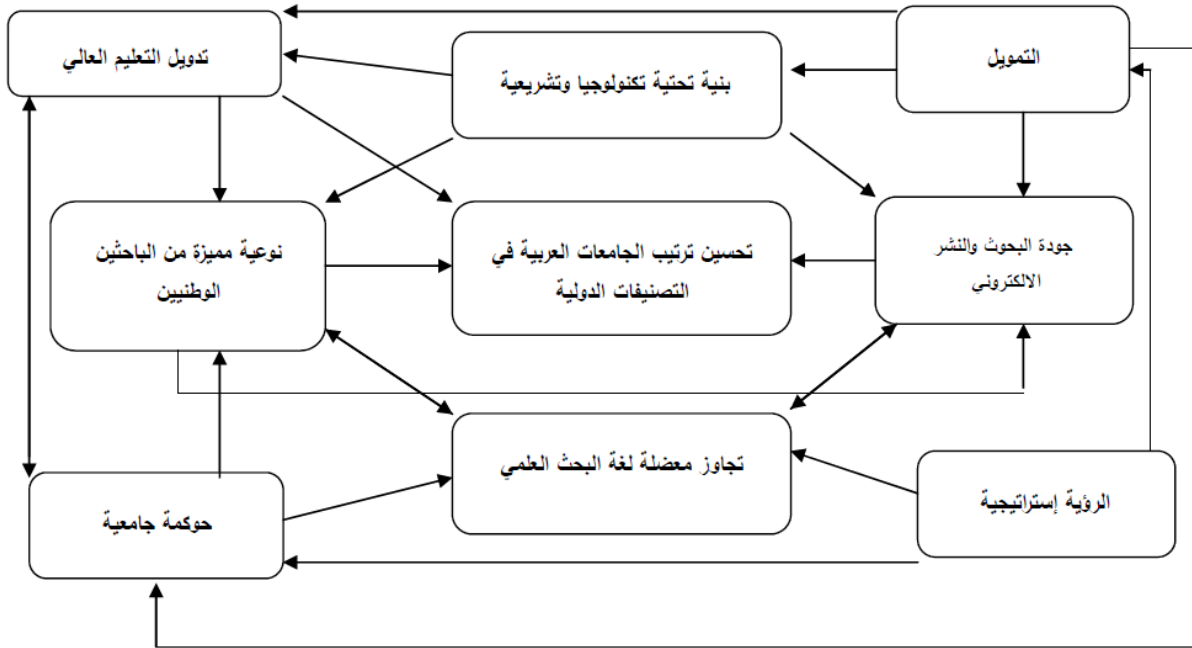 التمويل
بنية تحتية تكنولوجيا وتشريعية
تدويل التعليم العالي
جودة البحوث والنشر
الالكتروني
تحسين ترتيب الجامعات العربية في
التصنيفات الدولية
نوعية مميزة من الباحثين
الوطنيين
الرؤية إستراتيجية
تجاوز معضلة لغة البحث العلمي
حوكمة جامعية